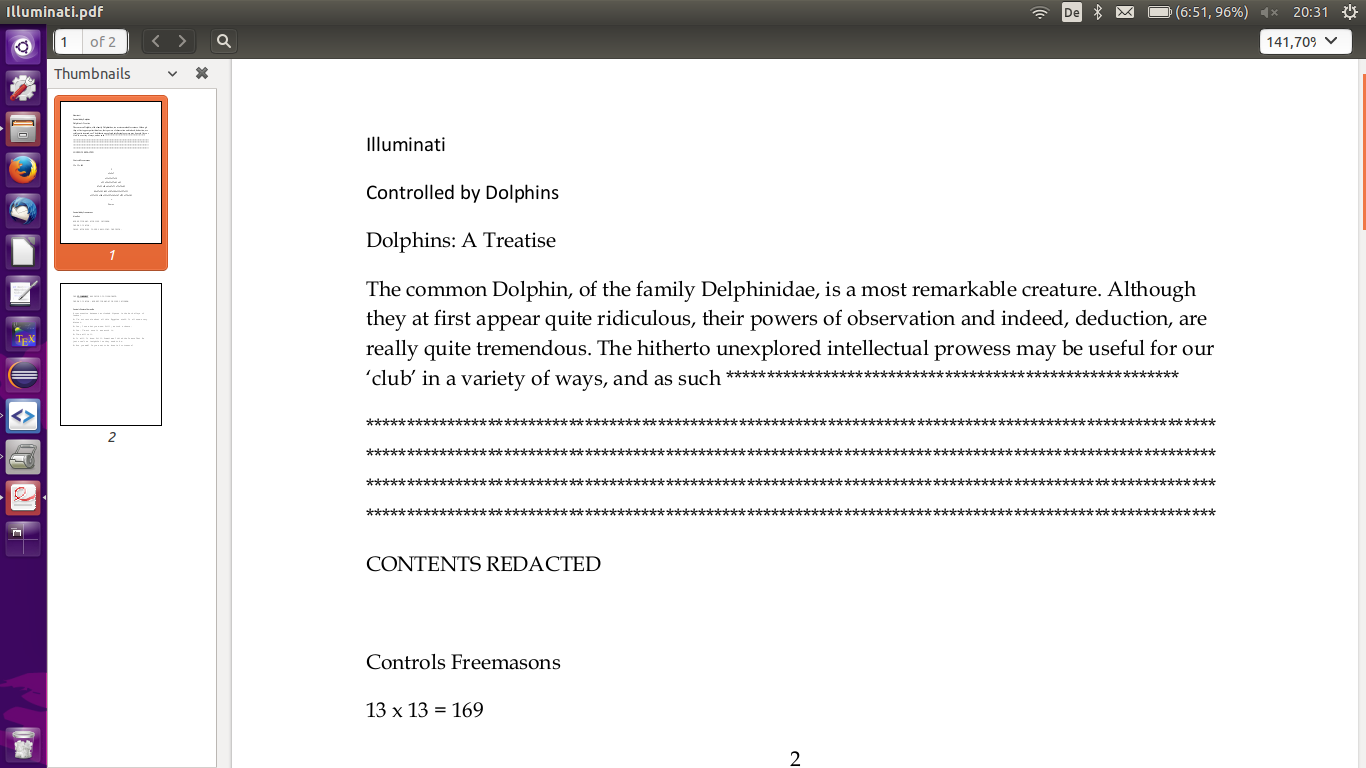 Illuminati.pdf
De
(6:51, 96%)
20:31
1 of 2
141,70%
Thumbnails
1
2
Illuminati
Controlled by Dolphins
Dolphins: A Treatise
The common Dolphin, of the family Delphinidae, is a most remarkable creature. Although
they at first appear quite ridiculous, their powers of observation and indeed, deduction, are
really quite tremendous. The hitherto unexplored intellectual prowess may be useful for our
‘club’ in a variety of ways, and as such ********************************************************
*********************************************************************************************************
*********************************************************************************************************
*********************************************************************************************************
*********************************************************************************************************
CONTENTS REDACTED
Controls Freemasons
13 x 13 = 169
2